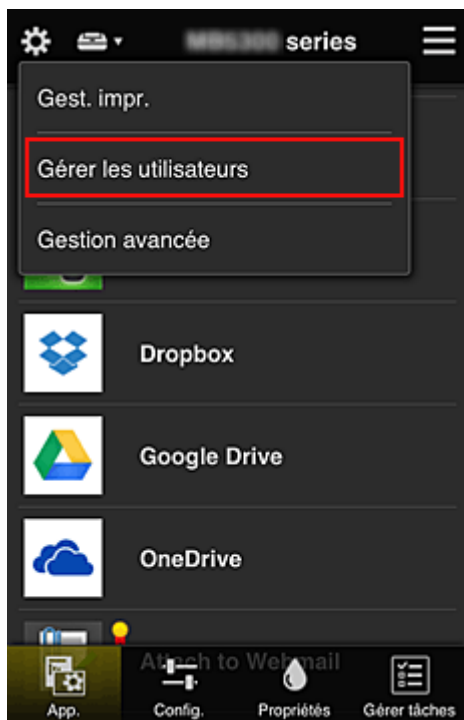 series
Gest. impr.
Gérer les utilisateurs
Gestion avancée
Dropbox
Google Drive
OneDrive
Attach to Webmail
App.
Config.
Propriétés
Gérer tâches